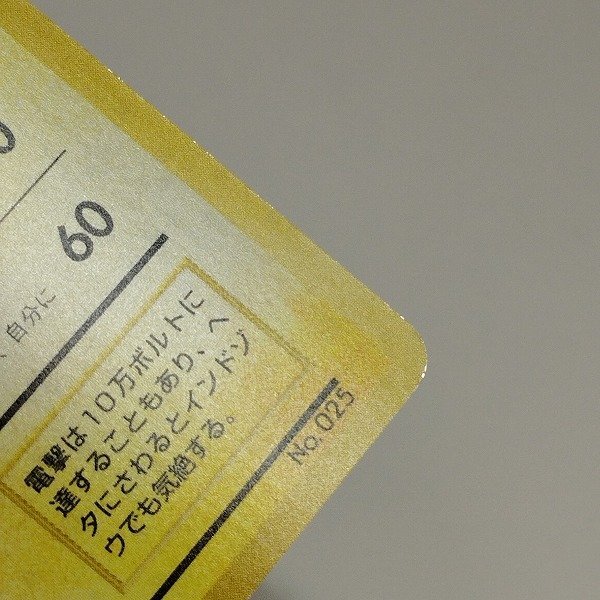 0
60
自分に
電撃は10万ボルトに
達することもあり、ヘ
タにさわるとインドゾ
ウでも気絶する。
No.025